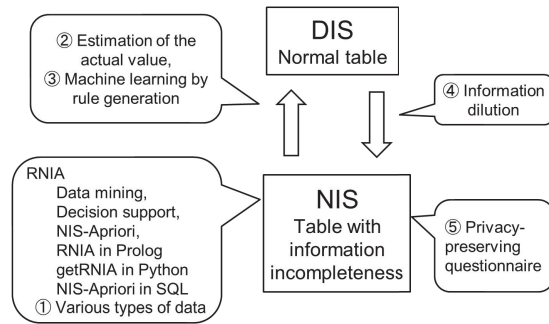 ② Estimation of the
actual value,
③ Machine learning by
rule generation
DIS
Normal table
④ Information
dilution
RNIA
Data mining,
Decision support,
NIS-Apriori,
RNIA in Prolog
getRNIA in Python
NIS-Apriori in SQL
① Various types of data
NIS
Table with
information
incompleteness
⑤ Privacy-
preserving
questionnaire